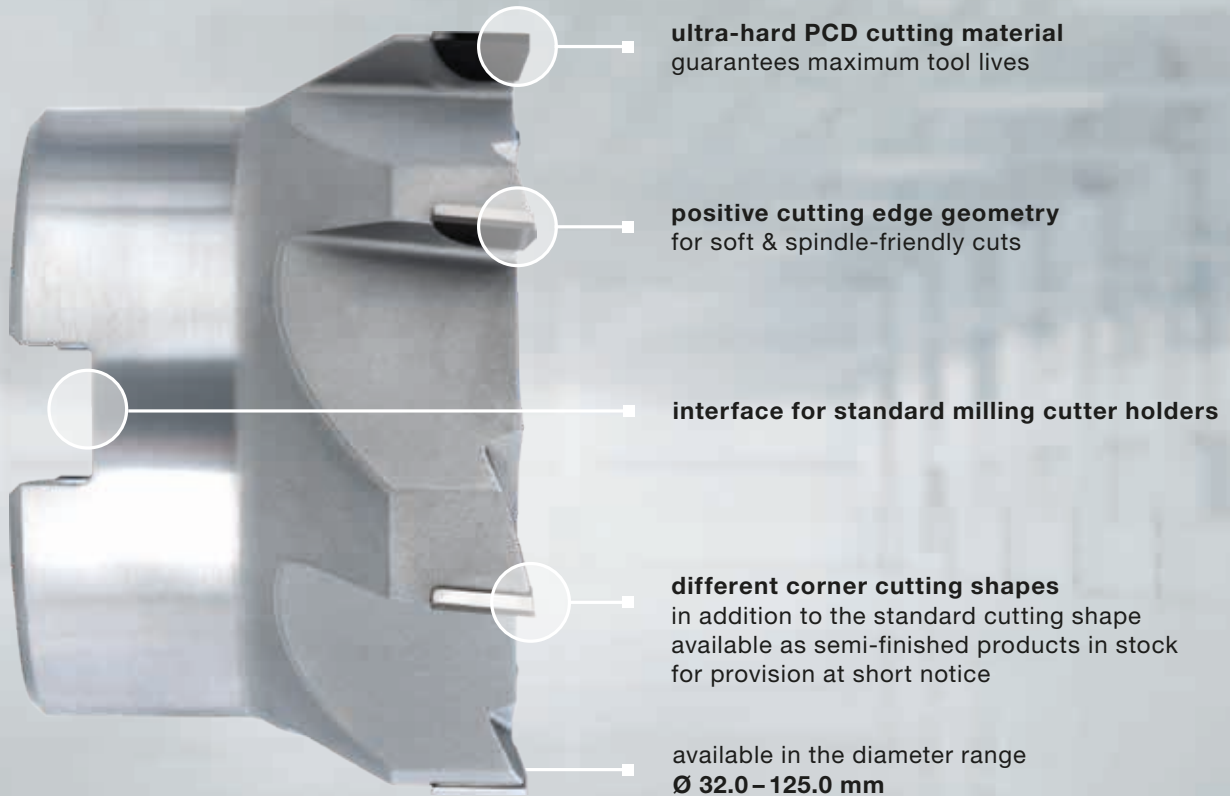 ultra-hard PCD cutting material
guarantees maximum tool lives
positive cutting edge geometry
for soft & spindle-friendly cuts
interface for standard milling cutter holders
different corner cutting shapes
in addition to the standard cutting shape
available as semi-finished products in stock
for provision at short notice
available in the diameter range
Ø 32.0 – 125.0 mm